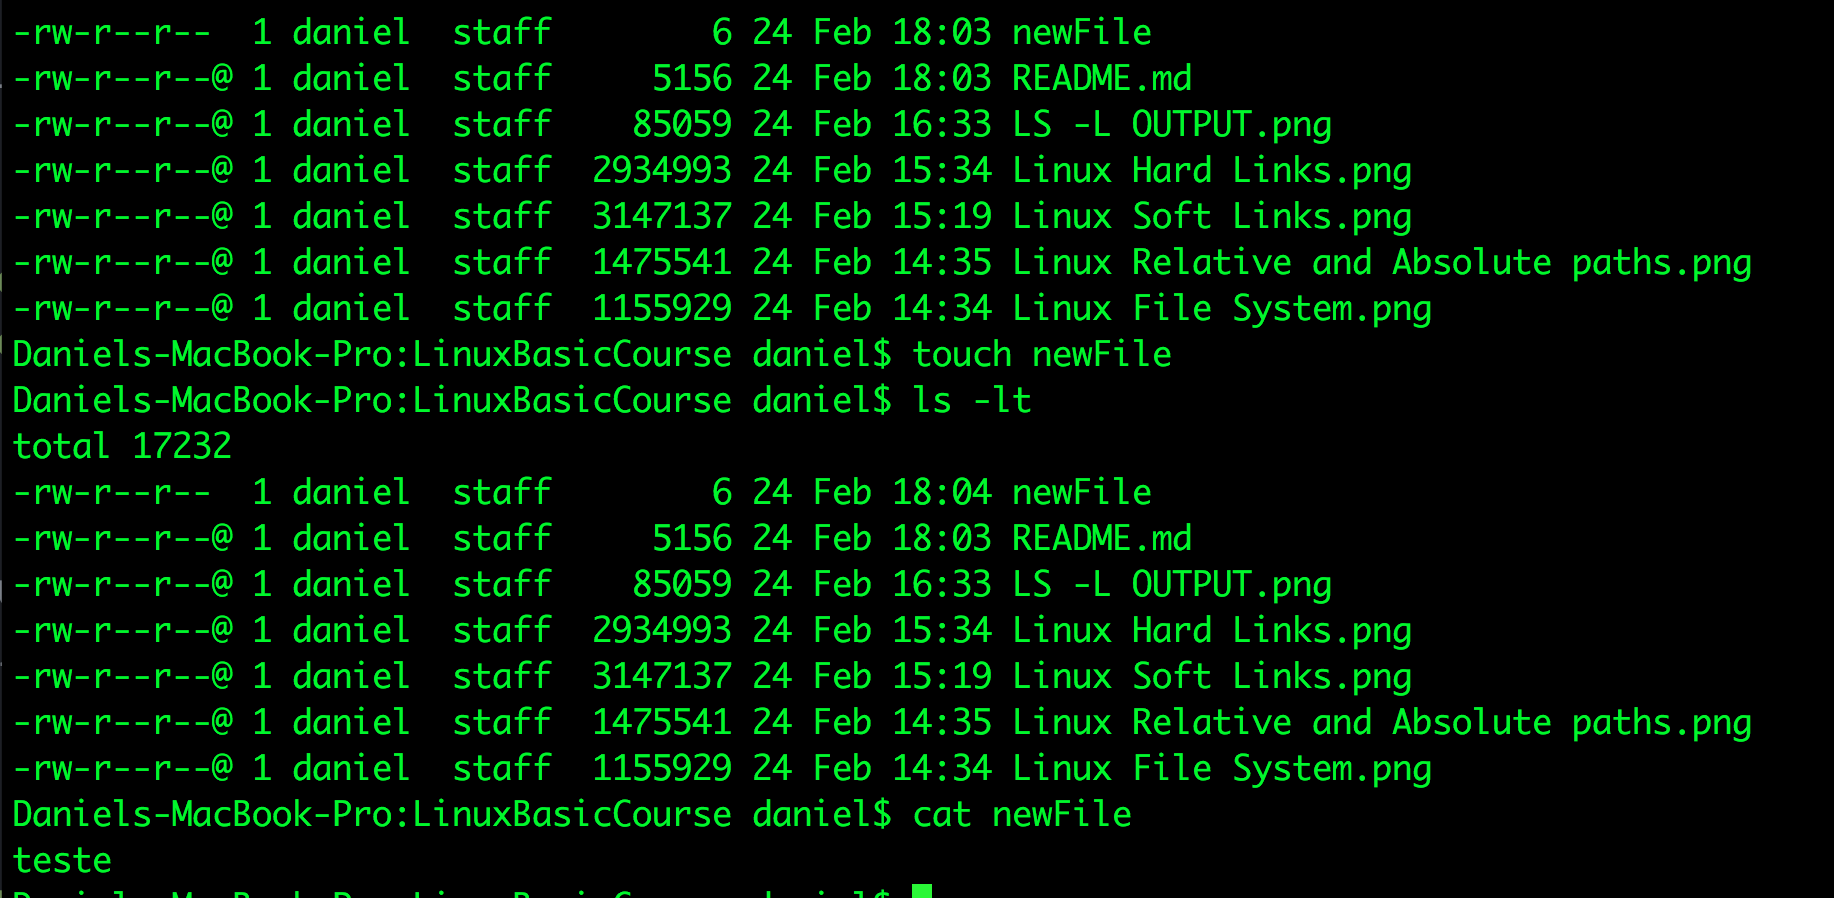 -rw-r--r--  1 daniel  staff        6 24 Feb 18:03 newFile
-rw-r--r--@ 1 daniel  staff     5156 24 Feb 18:03 README.md
-rw-r--r--@ 1 daniel  staff    85059 24 Feb 16:33 LS -L OUTPUT.png
-rw-r--r--@ 1 daniel  staff  2934993 24 Feb 15:34 Linux Hard Links.png
-rw-r--r--@ 1 daniel  staff  3147137 24 Feb 15:19 Linux Soft Links.png
-rw-r--r--@ 1 daniel  staff  1475541 24 Feb 14:35 Linux Relative and Absolute paths.png
-rw-r--r--@ 1 daniel  staff  1155929 24 Feb 14:34 Linux File System.png
Daniels-MacBook-Pro:LinuxBasicCourse daniel$ touch newFile
Daniels-MacBook-Pro:LinuxBasicCourse daniel$ ls -lt
total 17232
-rw-r--r--  1 daniel  staff        6 24 Feb 18:04 newFile
-rw-r--r--@ 1 daniel  staff     5156 24 Feb 18:03 README.md
-rw-r--r--@ 1 daniel  staff    85059 24 Feb 16:33 LS -L OUTPUT.png
-rw-r--r--@ 1 daniel  staff  2934993 24 Feb 15:34 Linux Hard Links.png
-rw-r--r--@ 1 daniel  staff  3147137 24 Feb 15:19 Linux Soft Links.png
-rw-r--r--@ 1 daniel  staff  1475541 24 Feb 14:35 Linux Relative and Absolute paths.png
-rw-r--r--@ 1 daniel  staff  1155929 24 Feb 14:34 Linux File System.png
Daniels-MacBook-Pro:LinuxBasicCourse daniel$ cat newFile
teste
Daniels-MacBook-Pro:LinuxBasicCourse daniel$